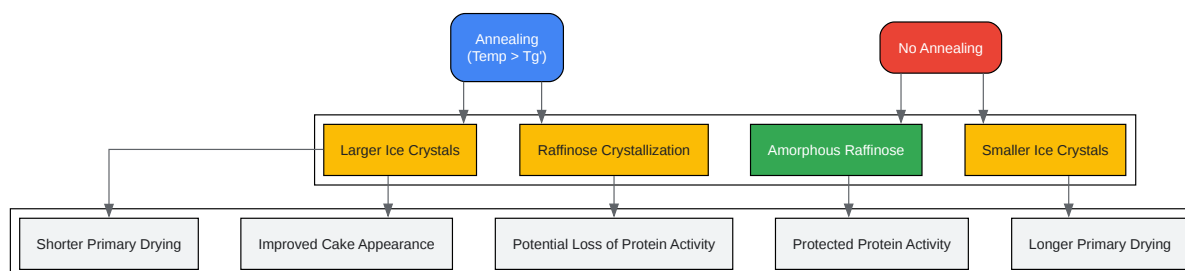 Annealing
(Temp > Tg')
No Annealing
Larger Ice Crystals
Raffinose Crystallization
Amorphous Raffinose
Smaller Ice Crystals
Shorter Primary Drying
Improved Cake Appearance
Potential Loss of Protein Activity
Protected Protein Activity
Longer Primary Drying